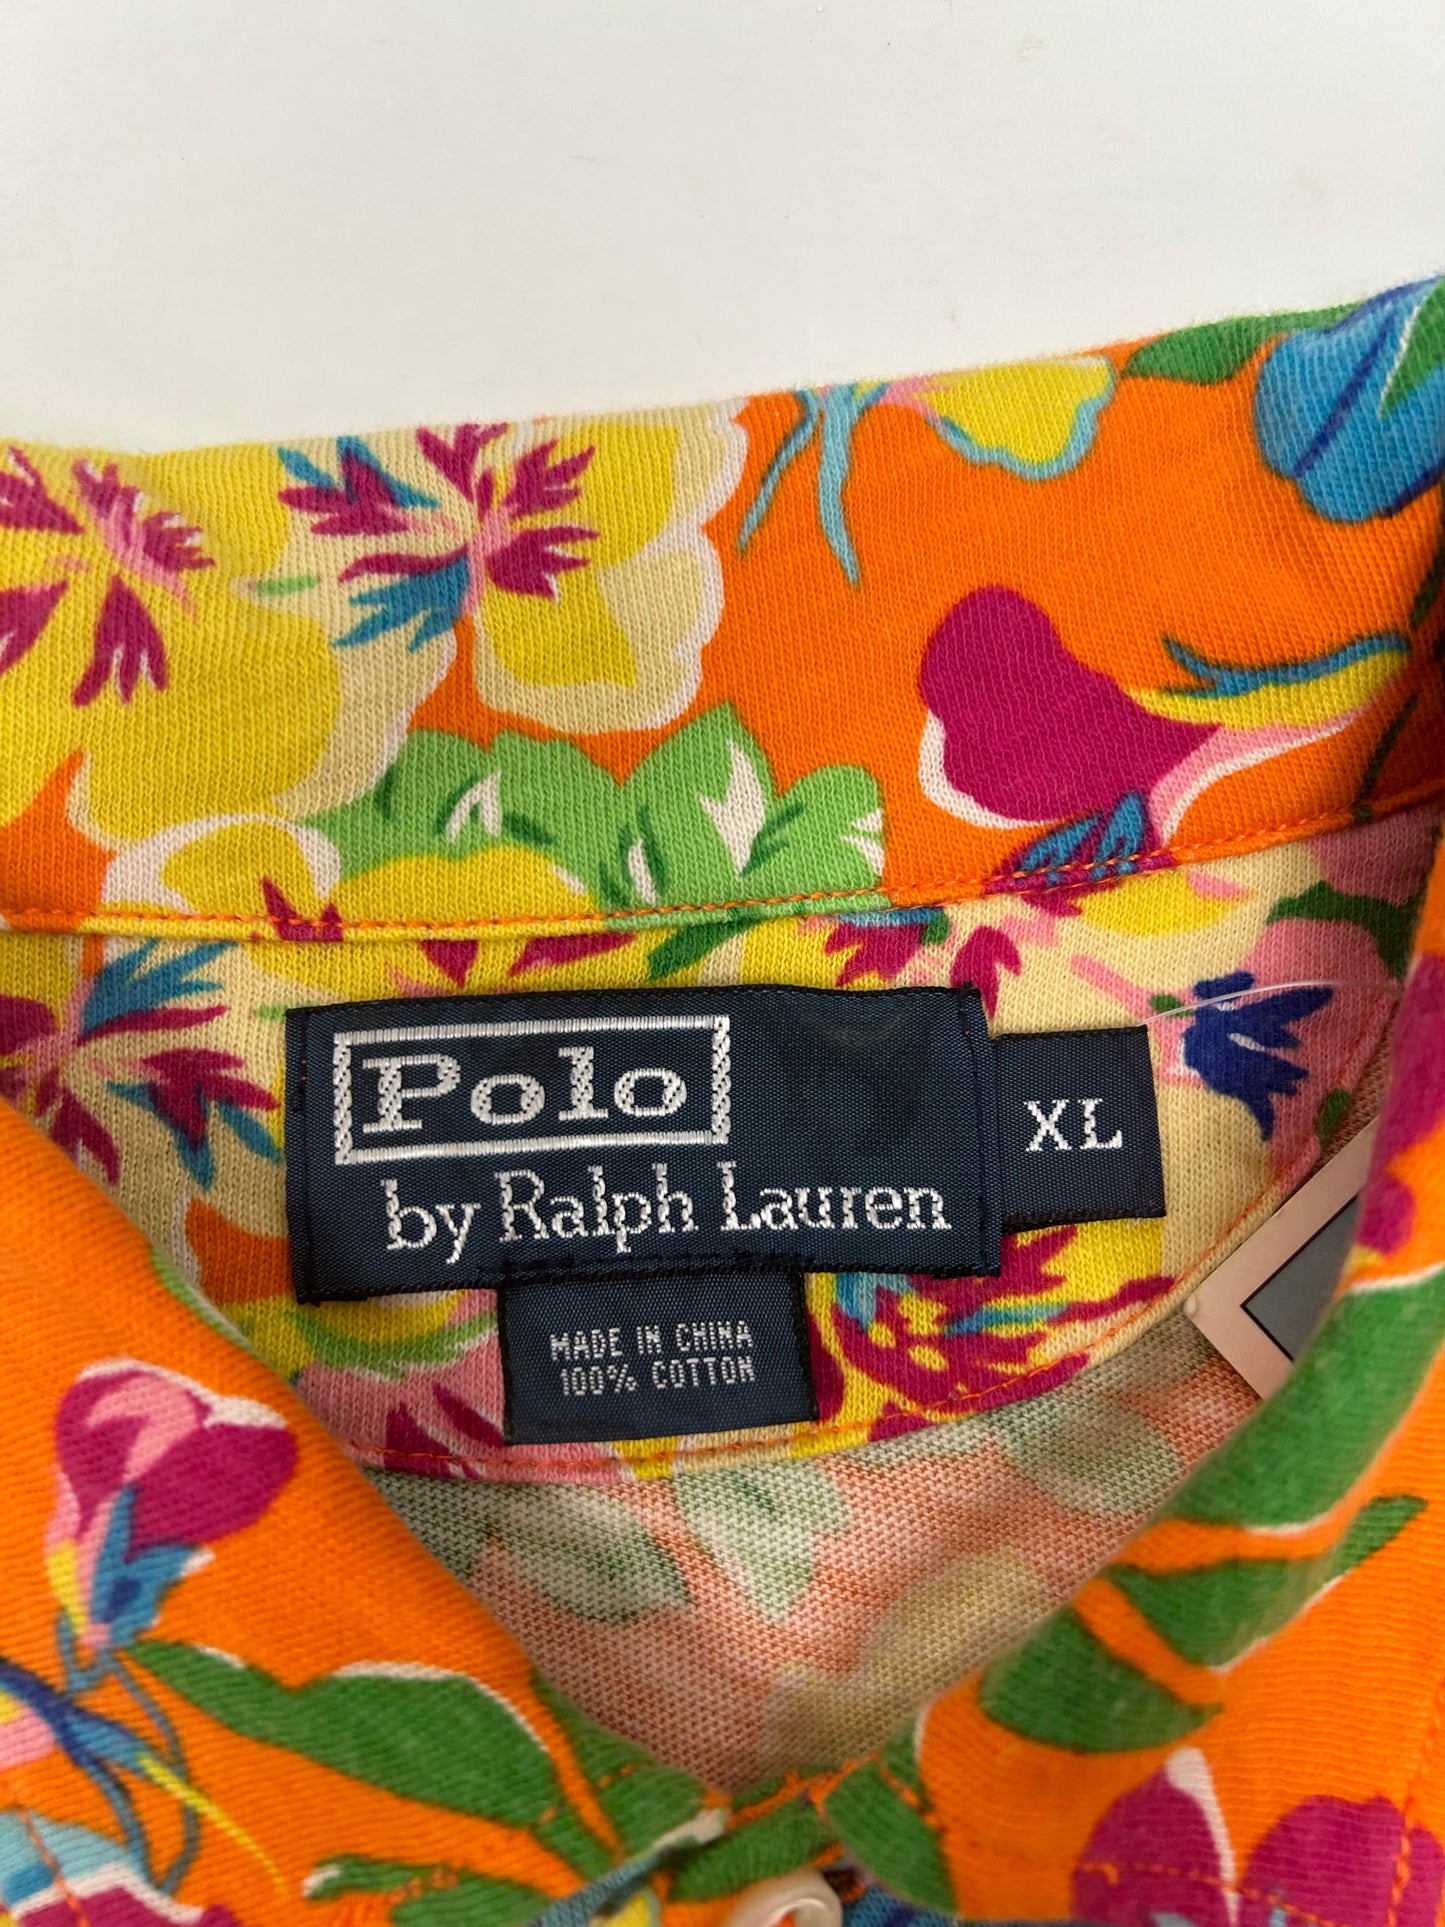 Polo
by Ralph Lauren
XL
MADE IN CHINA
100% COTTON